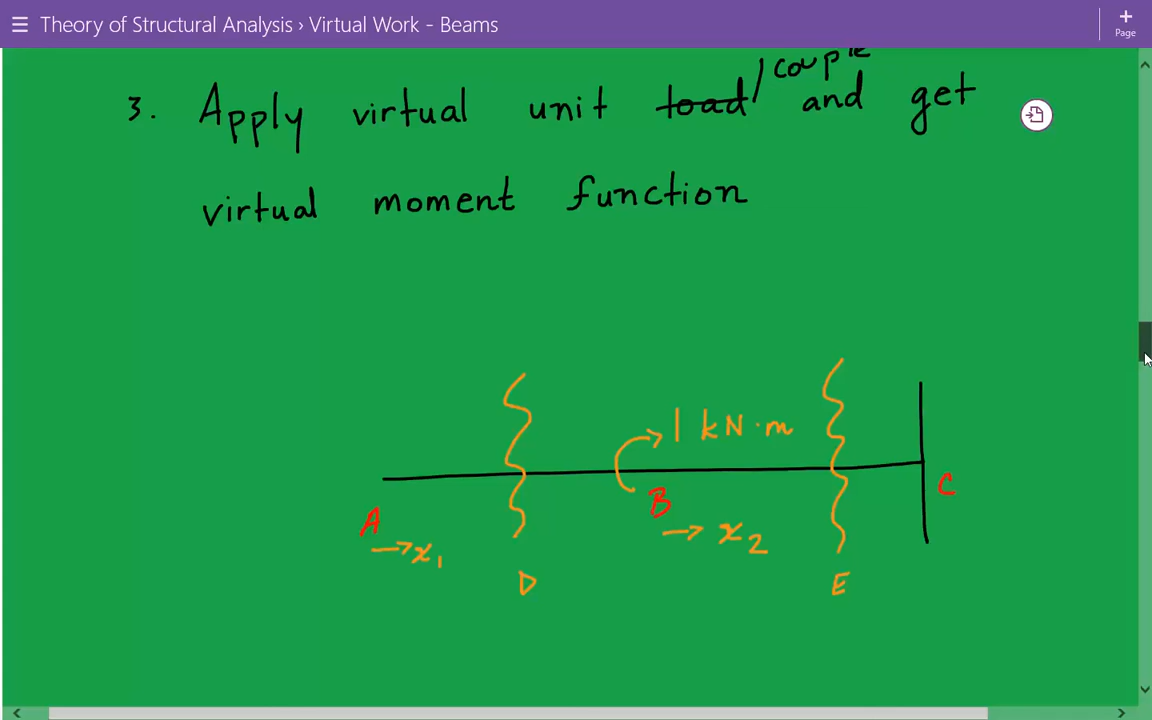 Theory of Structural Analysis › Virtual Work - Beams
Page
3. Apply virtual unit load / couple and get
virtual moment function
1 kN·m
A
B
C
→ x1
→ x2
D
E